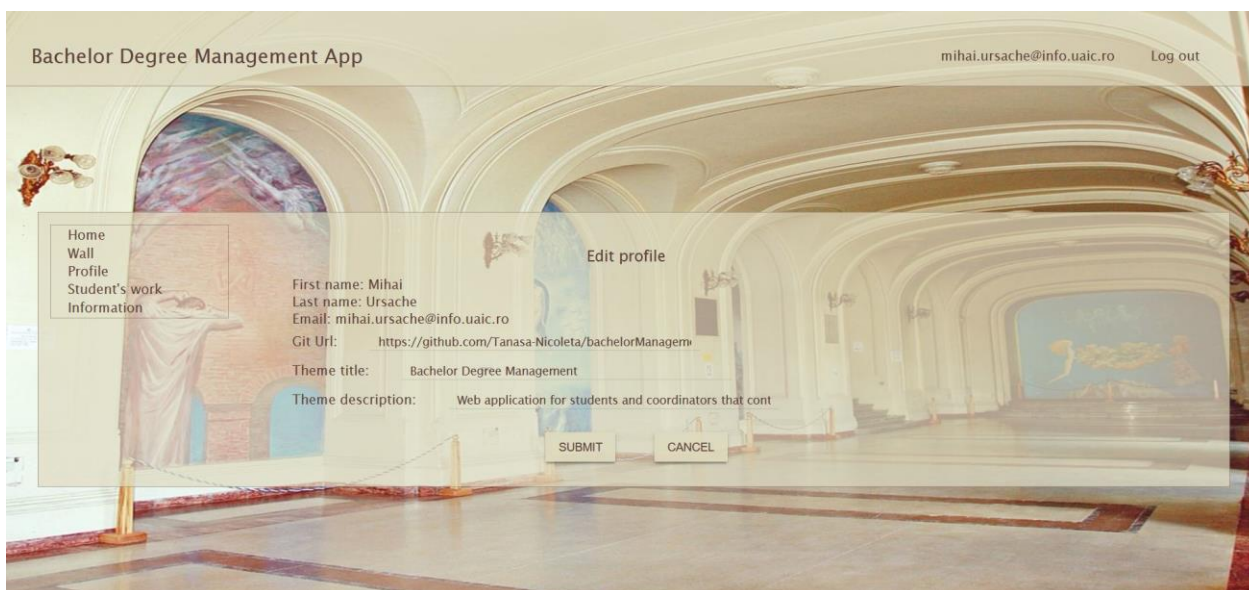 Bachelor Degree Management App
mihai.ursache@info.uaic.ro Log out
Home
Wall
Profile
Student's work
Information
Edit profile
First name: Mihai
Last name: Ursache
Email: mihai.ursache@info.uaic.ro
Git Url: https://github.com/Tanasa-Nicoleta/bachelorManagem
Theme title: Bachelor Degree Management
Theme description: Web application for students and coordinators that cont
SUBMIT CANCEL